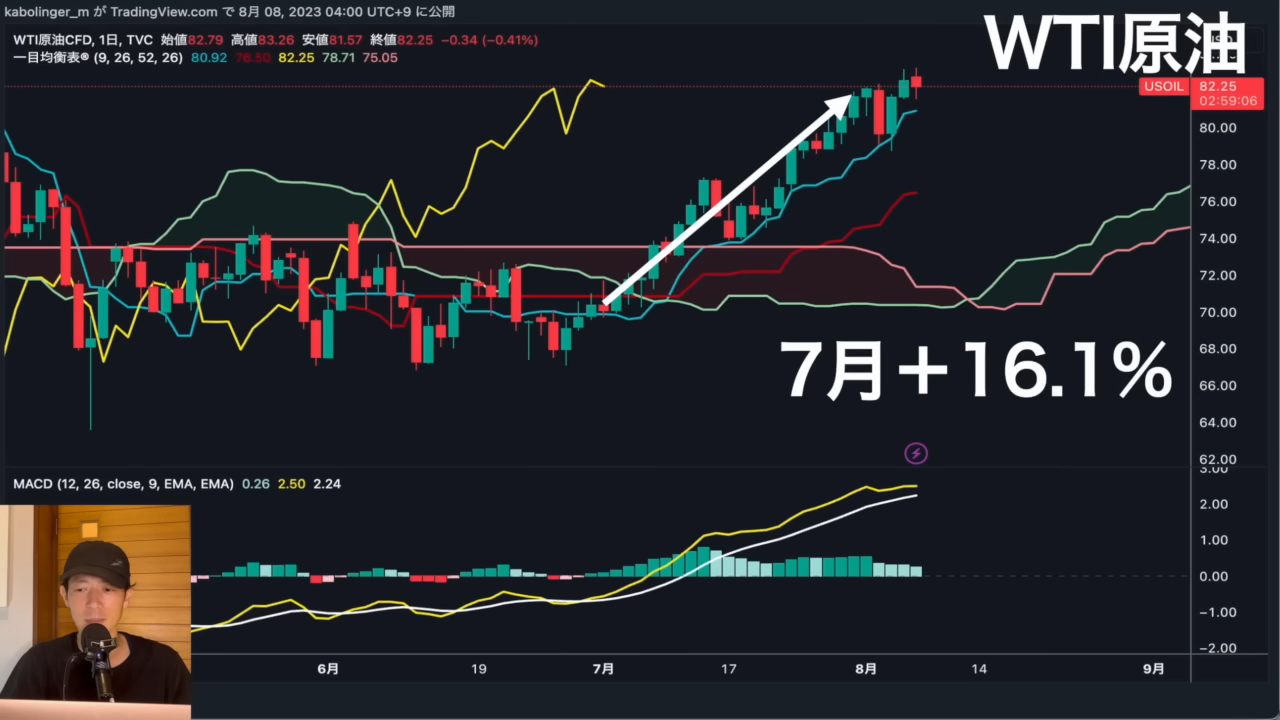 kabolinger_m が TradingView.com で 8月 08, 2023 04:00 UTC+9 に公開
WTI原油
WTI原油CFD, 1日, TVC 始値82.79 高値83.26 安値81.57 終値82.25 −0.34 (−0.41%)
一目均衡表® (9, 26, 52, 26) 80.92 76.50 82.25 78.71 75.05
USOIL 82.25
02:59:06
80.00
78.00
76.00
74.00
72.00
70.00
68.00
7月+16.1%
66.00
64.00
62.00
3.00
MACD (12, 26, close, 9, EMA, EMA) 0.26 2.50 2.24
2.00
1.00
0.00
−1.00
−2.00
6月 19 7月 17 8月 14 9月